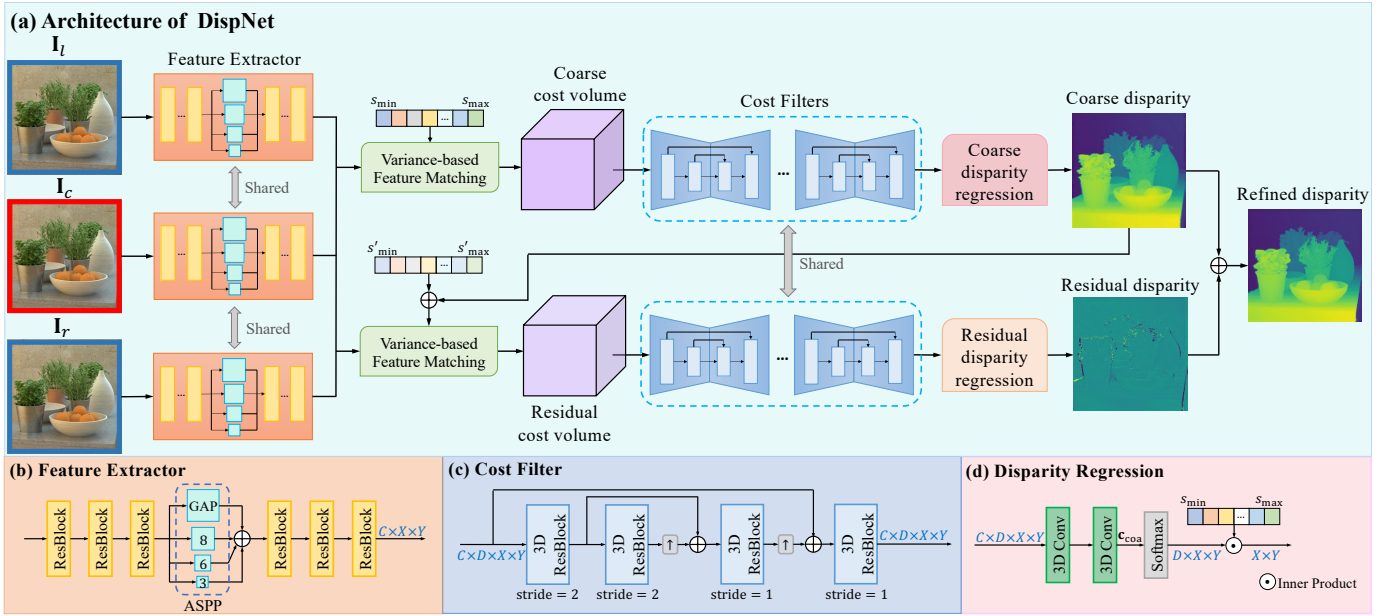 (a) Architecture of DispNet
I_l
Feature Extractor
Shared
I_c
Shared
I_r
s_min
s_max
Variance-based
Feature Matching
s'_min
s'_max
Variance-based
Feature Matching
Coarse
cost volume
Residual
cost volume
Cost Filters
...
Shared
...
Coarse
disparity
regression
Residual
disparity
regression
Coarse disparity
Residual disparity
Refined disparity
(b) Feature Extractor
ResBlock
ResBlock
ResBlock
GAP
8
6
3
ASPP
ResBlock
ResBlock
ResBlock
C×X×Y
(c) Cost Filter
C×D×X×Y
3D
ResBlock
stride = 2
3D
ResBlock
stride = 2
↑
3D
ResBlock
stride = 1
↑
3D
ResBlock
stride = 1
C×D×X×Y
(d) Disparity Regression
C×D×X×Y
3D Conv
3D Conv
c_coa
Softmax
D×X×Y
s_min
s_max
...
X×Y
Inner Product